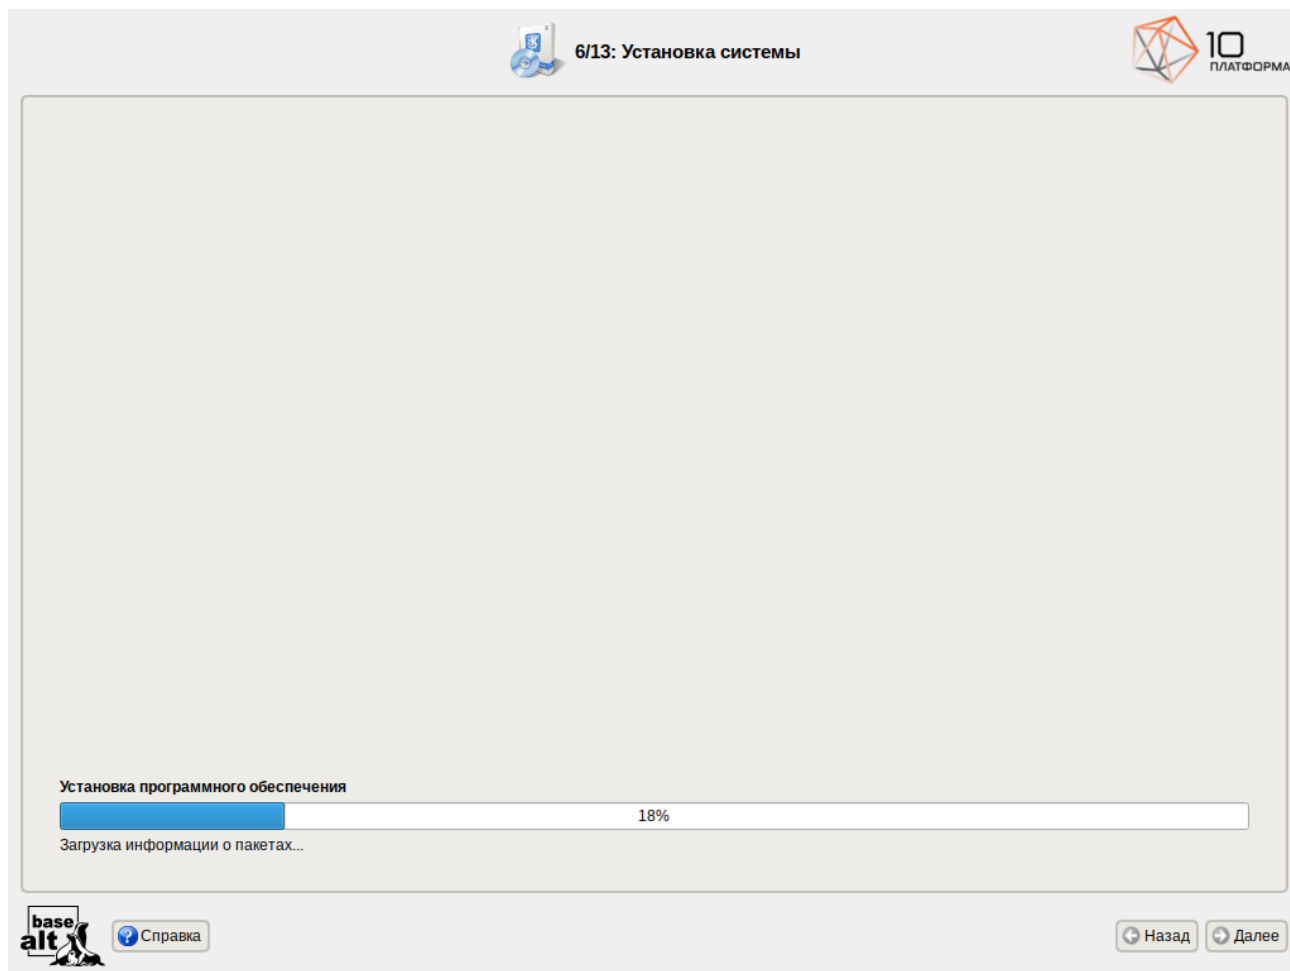 6/13: Установка системы
10
ПЛАТФОРМА
Установка программного обеспечения
18%
Загрузка информации о пакетах...
base
alt
Справка
Назад
Далее